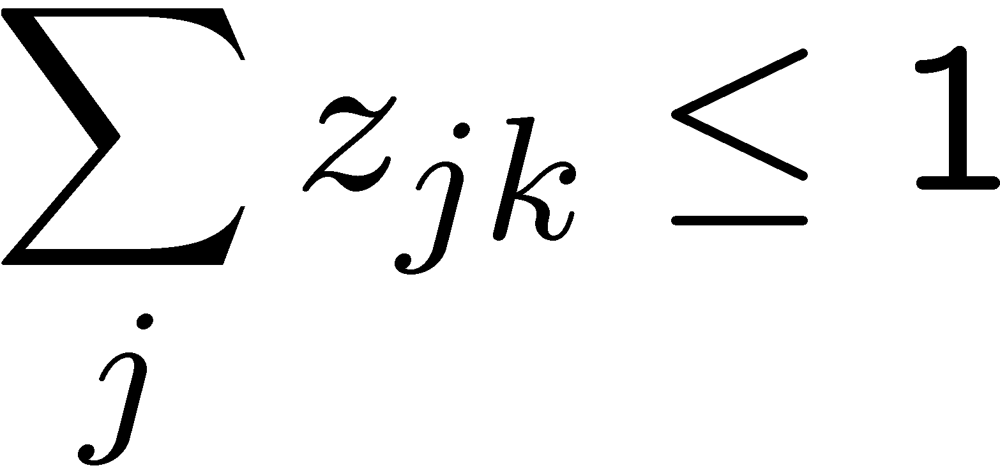 ∑_j z_{jk} ≤ 1